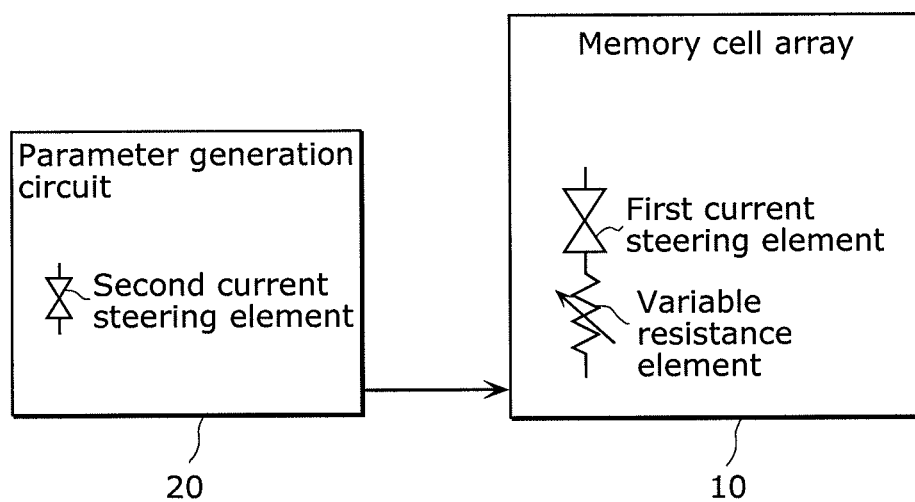 Memory cell array
Parameter generation
circuit
First current
steering element
Second current
steering element
Variable
resistance
element
20
10